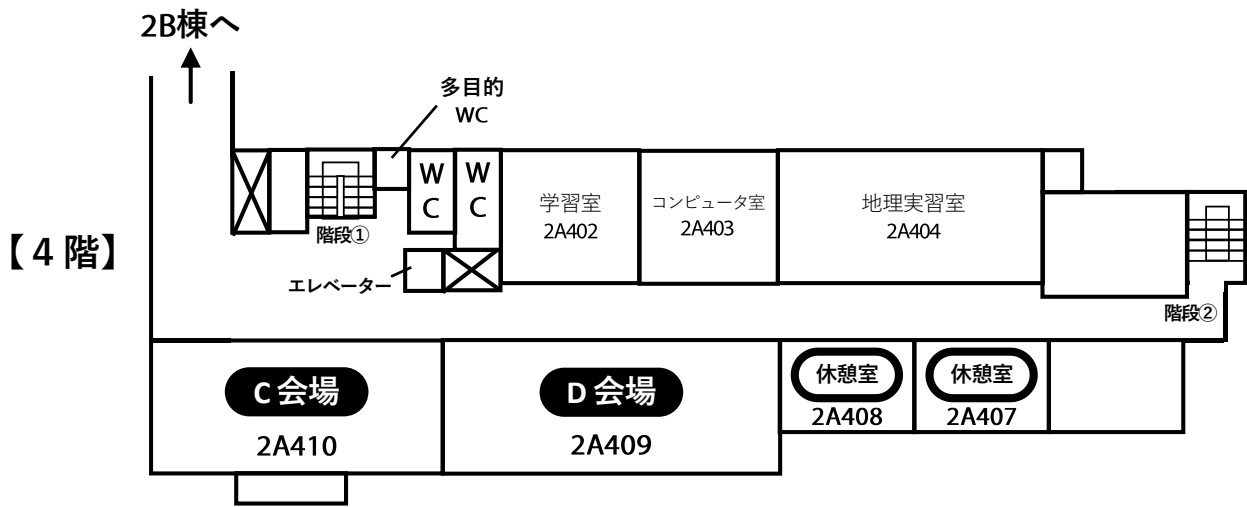 2B棟へ
多目的
WC
W
C
W
C
学習室
2A402
コンピュータ室
2A403
地理実習室
2A404
階段①
【4階】
エレベーター
階段②
C会場
2A410
D会場
2A409
休憩室
2A408
休憩室
2A407